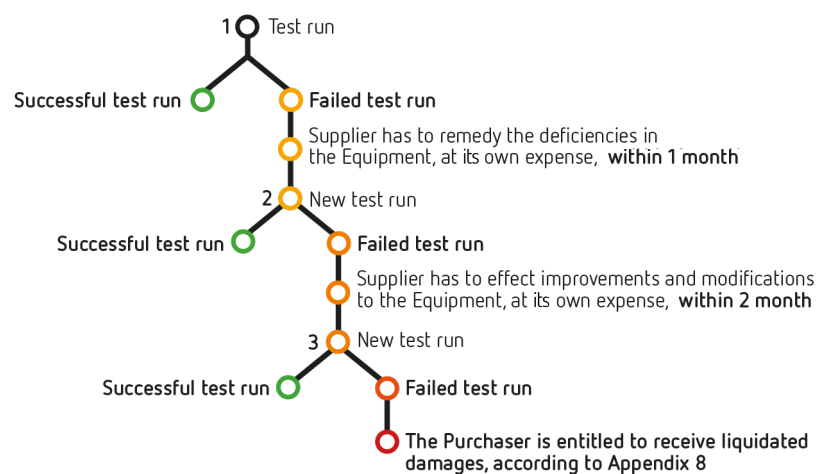 1 Test run
Successful test run
Failed test run
Supplier has to remedy the deficiencies in
the Equipment, at its own expense, within 1 month
2 New test run
Successful test run
Failed test run
Supplier has to effect improvements and modifications
to the Equipment, at its own expense, within 2 month
3 New test run
Successful test run
Failed test run
The Purchaser is entitled to receive liquidated
damages, according to Appendix 8